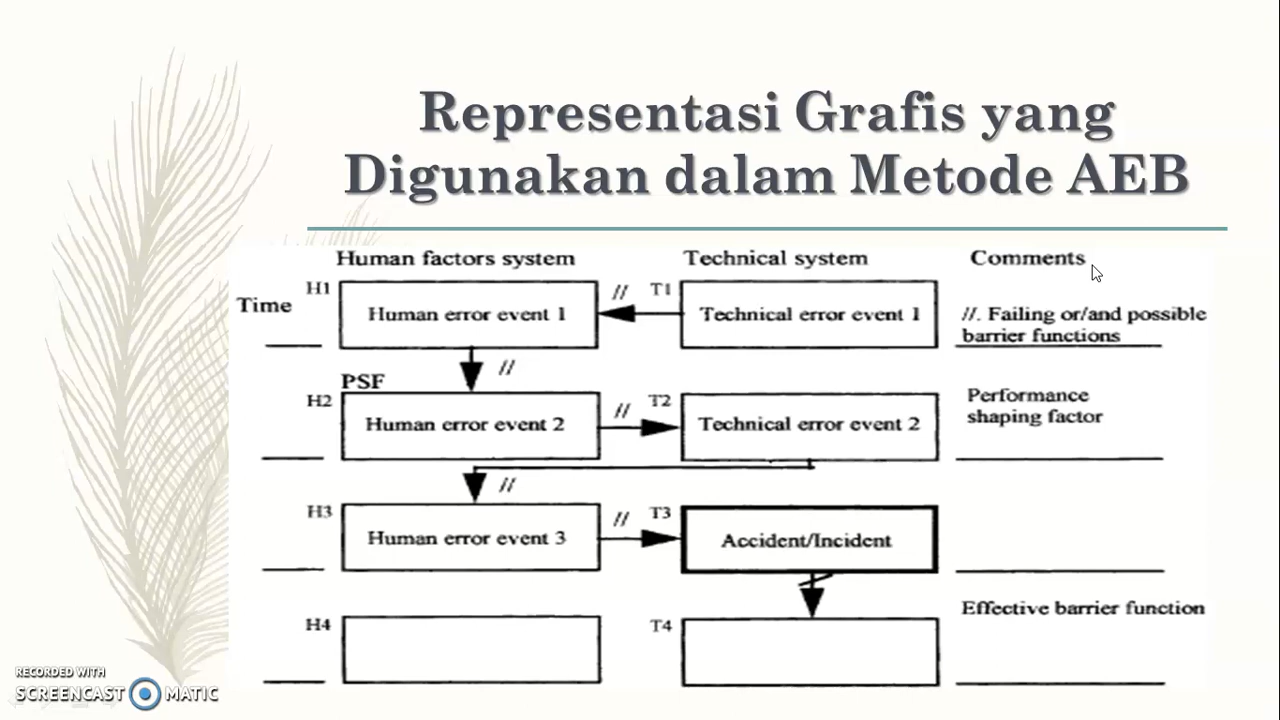 Representasi Grafis yang
Digunakan dalam Metode AEB
Human factors system Technical system Comments
Time H1 Human error event 1 // T1 Technical error event 1 //. Failing or/and possible
barrier functions
//
PSF
H2 Human error event 2 // T2 Technical error event 2 Performance
shaping factor
//
H3 Human error event 3 // T3 Accident/Incident
H4 T4 Effective barrier function
RECORDED WITH
SCREENCAST MATIC